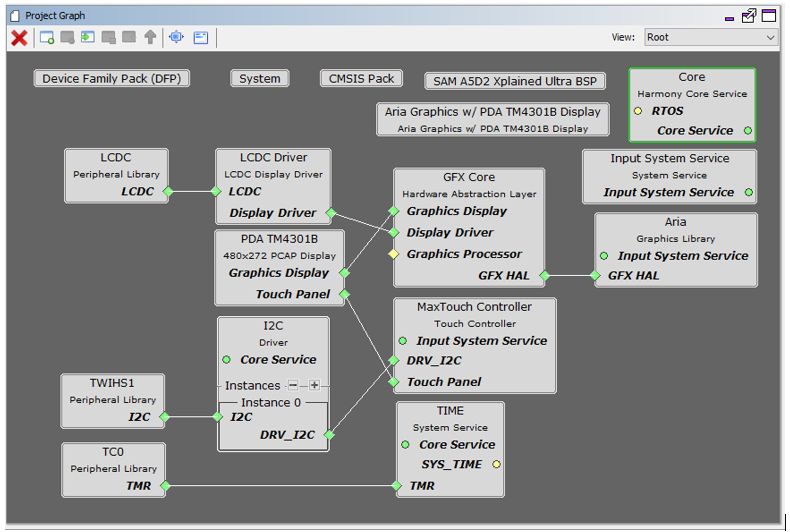 Project Graph
View: Root
Device Family Pack (DFP)
System
CMSIS Pack
SAM A5D2 Xplained Ultra BSP
Core
Harmony Core Service
RTOS
Core Service
Aria Graphics w/ PDA TM4301B Display
Aria Graphics w/ PDA TM4301B Display
LCDC
Peripheral Library
LCDC
LCDC Driver
LCDC Display Driver
LCDC
Display Driver
GFX Core
Hardware Abstraction Layer
Graphics Display
Display Driver
Graphics Processor
GFX HAL
Input System Service
System Service
Input System Service
Aria
Graphics Library
Input System Service
GFX HAL
PDA TM4301B
480x272 PCAP Display
Graphics Display
Touch Panel
I2C
Driver
Core Service
Instances
Instance 0
I2C
DRV_I2C
MaxTouch Controller
Touch Controller
Input System Service
DRV_I2C
Touch Panel
TWIHS1
Peripheral Library
I2C
TIME
System Service
Core Service
SYS_TIME
TMR
TC0
Peripheral Library
TMR